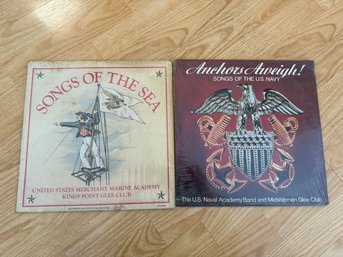 SONGS OF THE SEA
UNITED STATES MERCHANT MARINE ACADEMY
KINGS POINT GLEE CLUB
Anchors Aweigh!
SONGS OF THE U.S. NAVY
The U.S. Naval Academy Band and Midshipmen Glee Club